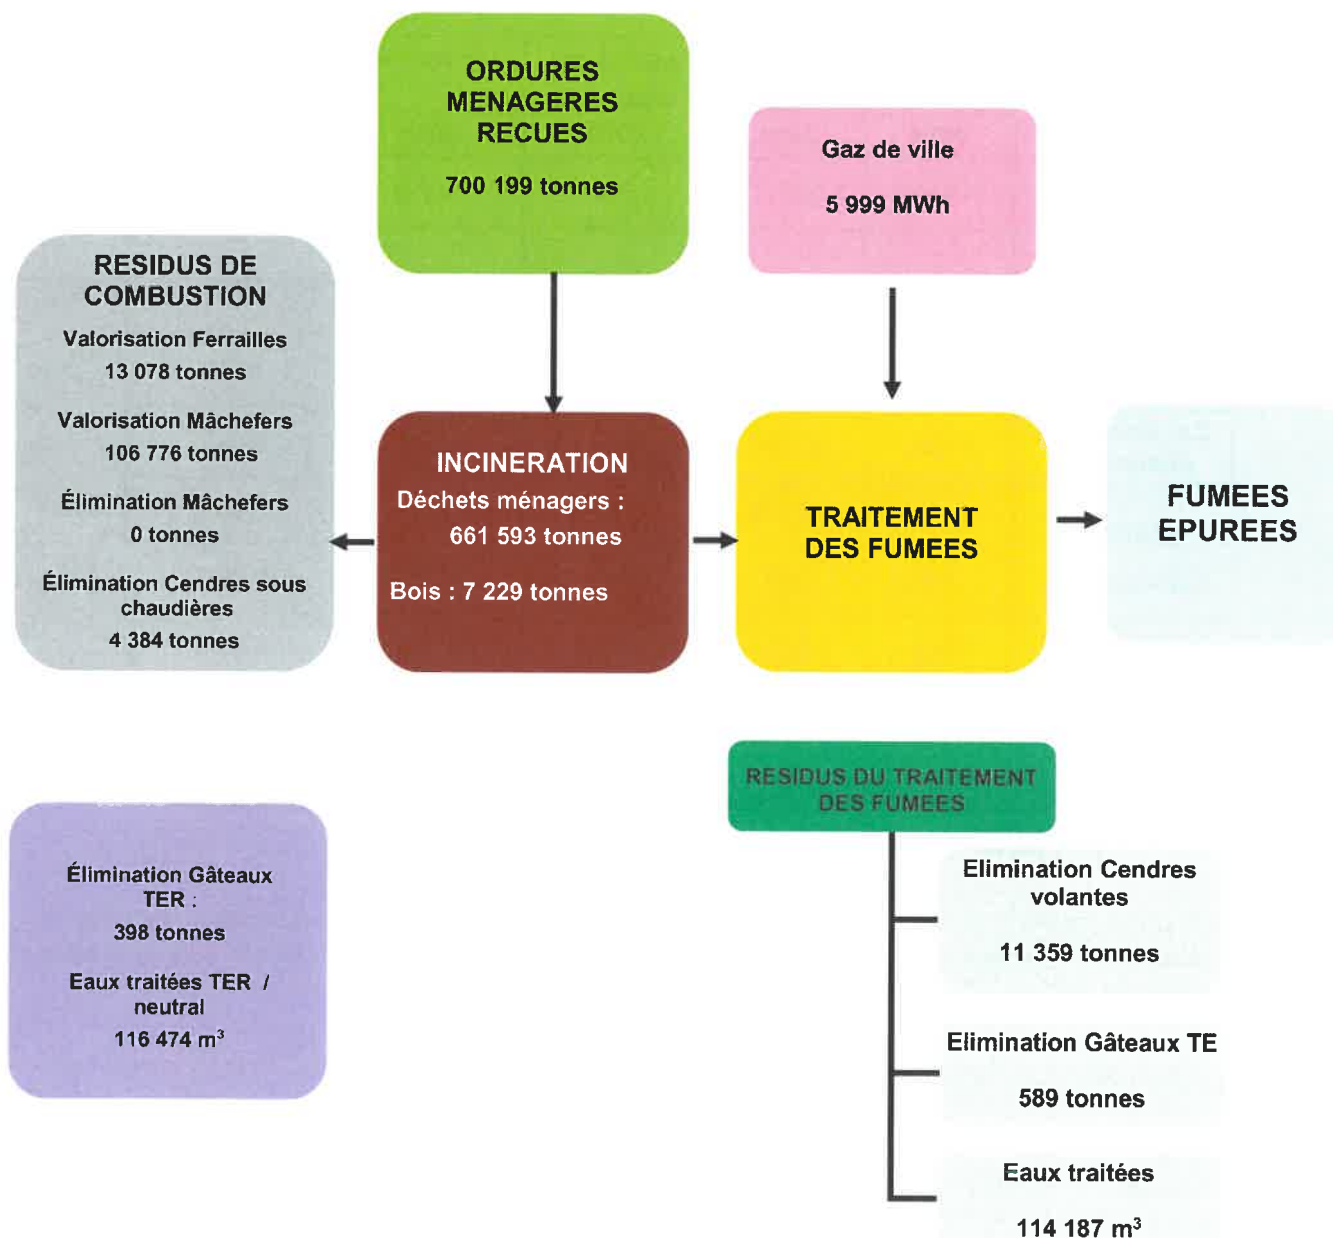 ORDURES
MENAGERES
RECUES
700 199 tonnes
Gaz de ville
5 999 MWh
RESIDUS DE
COMBUSTION
Valorisation Ferrailles
13 078 tonnes
Valorisation Mâchefers
106 776 tonnes
Élimination Mâchefers
0 tonnes
Élimination Cendres sous
chaudières
4 384 tonnes
INCINERATION
Déchets ménagers :
661 593 tonnes
Bois : 7 229 tonnes
TRAITEMENT
DES FUMEES
FUMEES
EPUREES
RESIDUS DU TRAITEMENT
DES FUMEES
Elimination Cendres
volantes
11 359 tonnes
Elimination Gâteaux TE
589 tonnes
Eaux traitées
114 187 m³
Élimination Gâteaux
TER :
398 tonnes
Eaux traitées TER /
neutral
116 474 m³